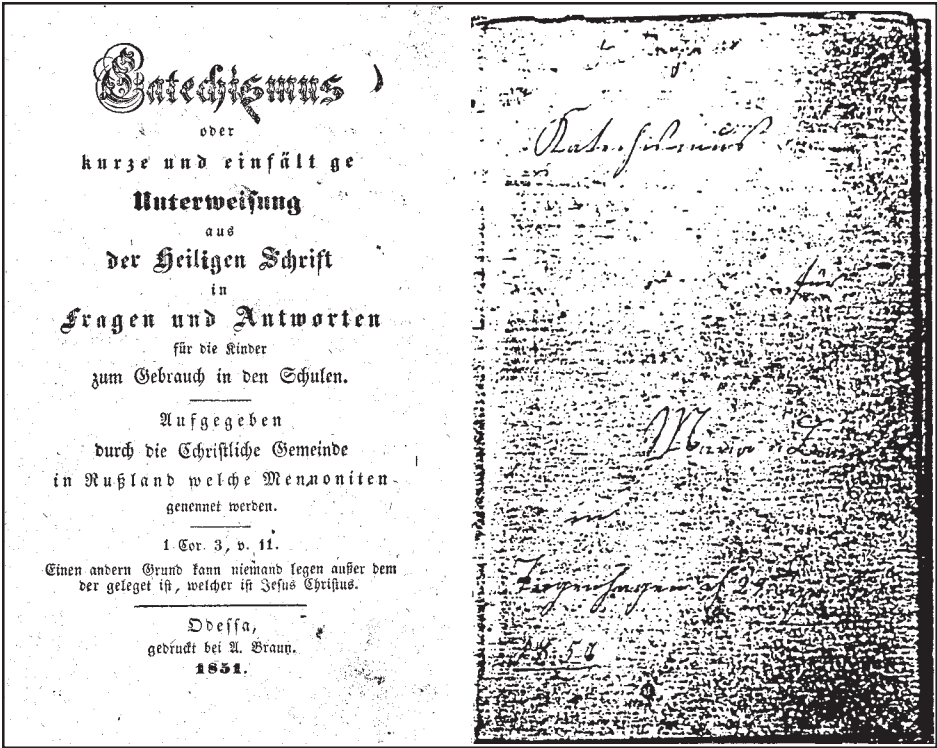 Catechismus
oder
kurze und einfält ge
Unterweisung
aus
der Heiligen Schrift
in
Fragen und Antworten
für die Kinder
zum Gebrauch in den Schulen.
Aufgegeben
durch die Christliche Gemeinde
in Rußland welche Mennoniten
genennet werden.
1 Cor 3, v. 11.
Einen andern Grund kann niemand legen außer dem
der geleget ist, welcher ist Jesus Christus.
Odessa,
gedruckt bei A. Braun.
1851.
Katechismus
für
in